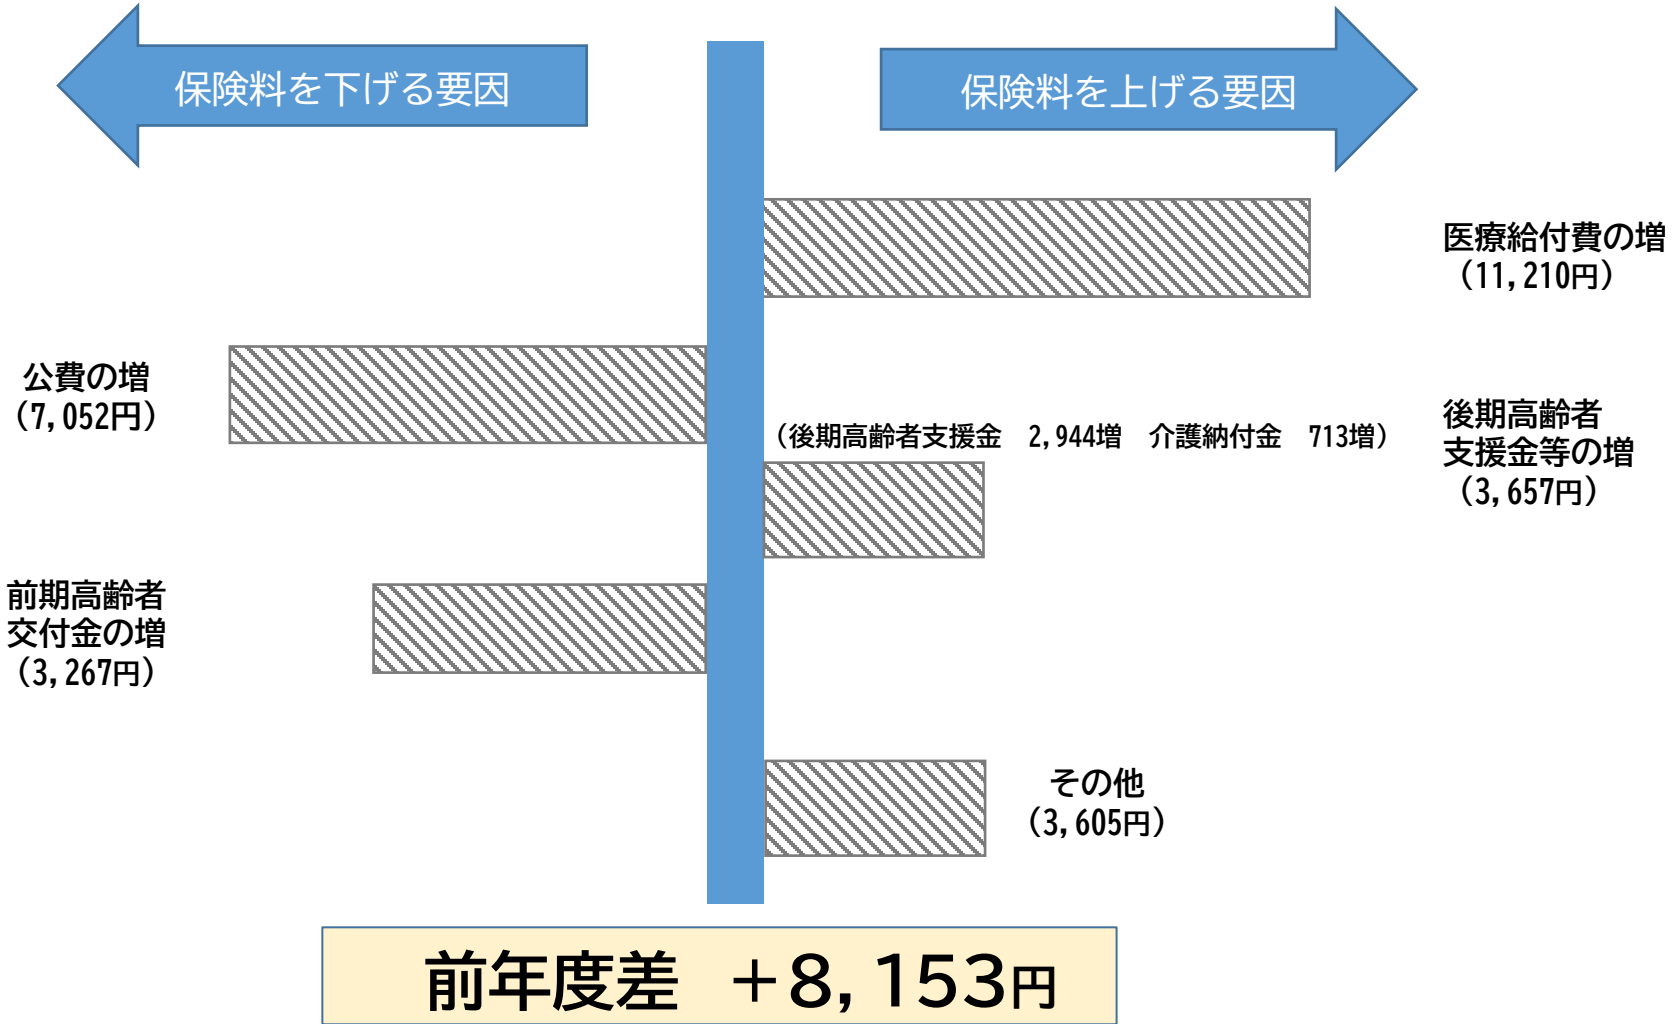 保険料を下げる要因
保険料を上げる要因
医療給付費の増
(11,210円)
公費の増
(7,052円)
(後期高齢者支援金　2,944増　介護納付金　713増)
後期高齢者
支援金等の増
(3,657円)
前期高齢者
交付金の増
(3,267円)
その他
(3,605円)
前年度差　+8,153円